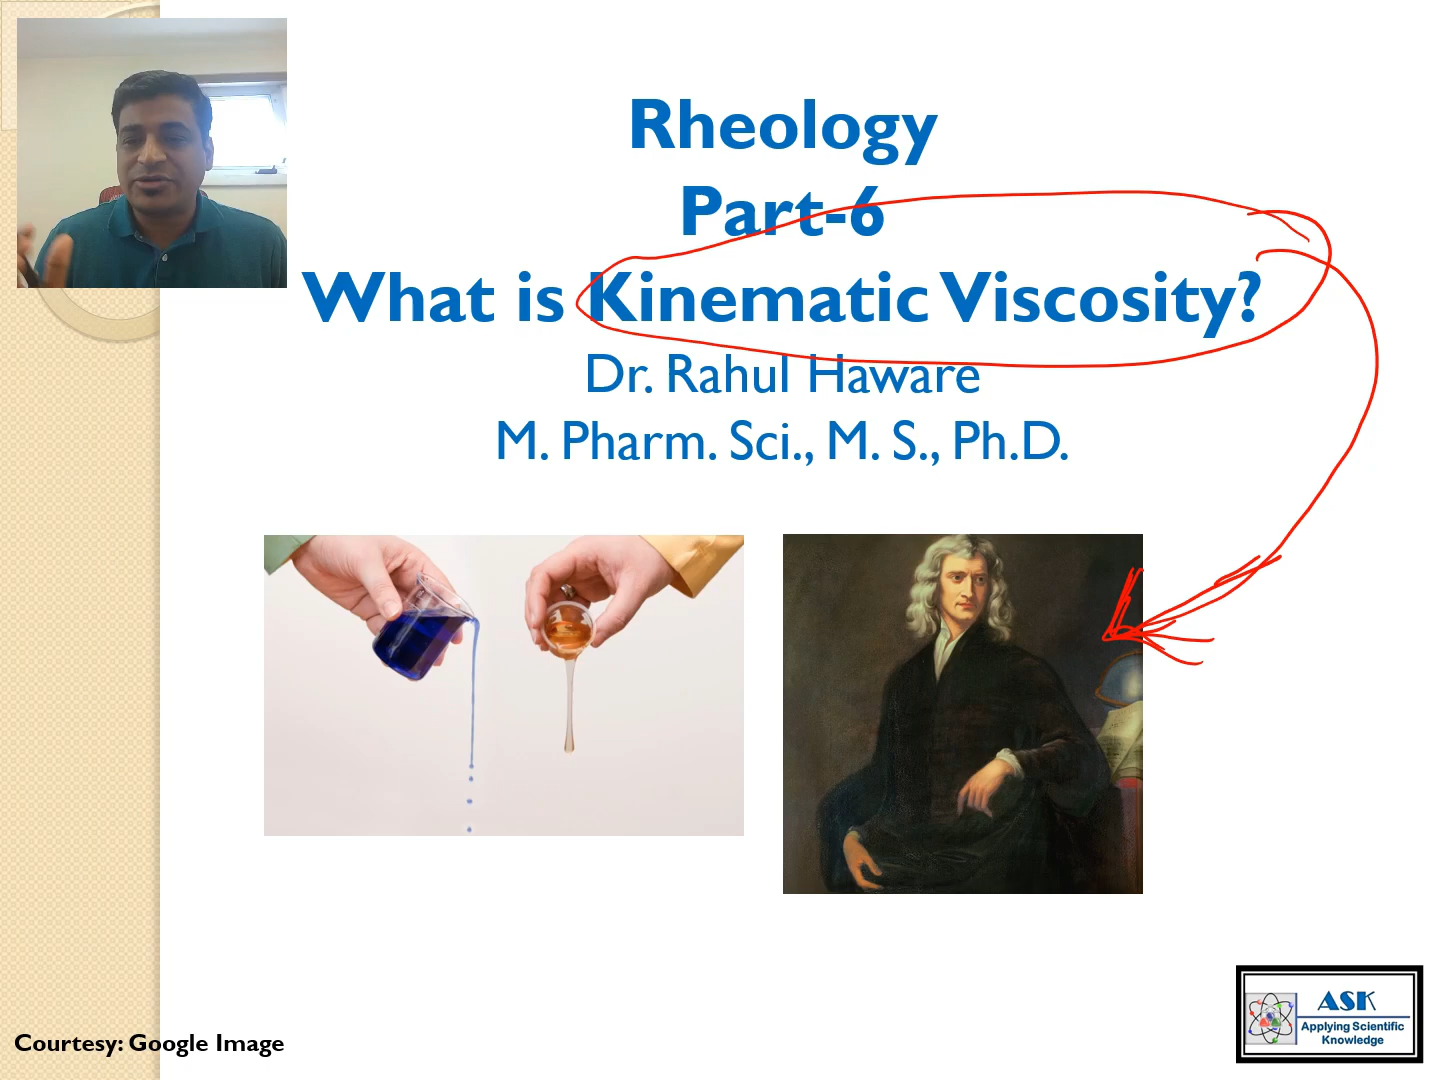 Rheology
Part-6
What is Kinematic Viscosity?
Dr. Rahul Haware
M. Pharm. Sci., M. S., Ph.D.
ASK
Applying Scientific
Knowledge
Courtesy: Google Image